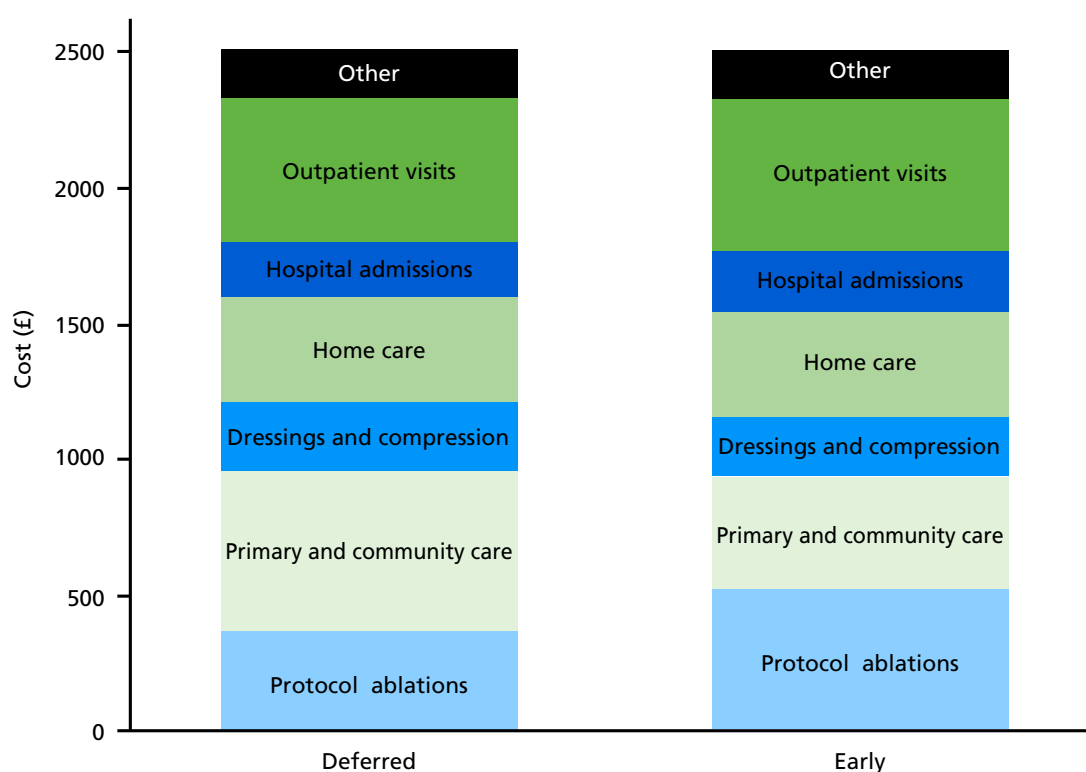 Cost (£)
2500
2000
1500
1000
500
0
Other
Outpatient visits
Hospital admissions
Home care
Dressings and compression
Primary and community care
Protocol ablations
Deferred
Other
Outpatient visits
Hospital admissions
Home care
Dressings and compression
Primary and community care
Protocol ablations
Early